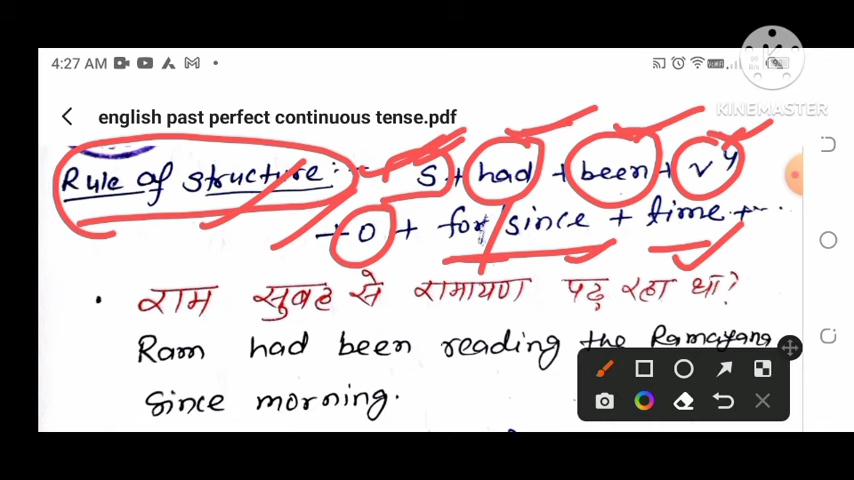 4:27 AM
KINEMASTER
english past perfect continuous tense.pdf
Rule of structure:- S + had + been + v4
+ O + for/since + time +...
• राम सुबह से रामायण पढ़ रहा था?
Ram had been reading the Ramayana
since morning.